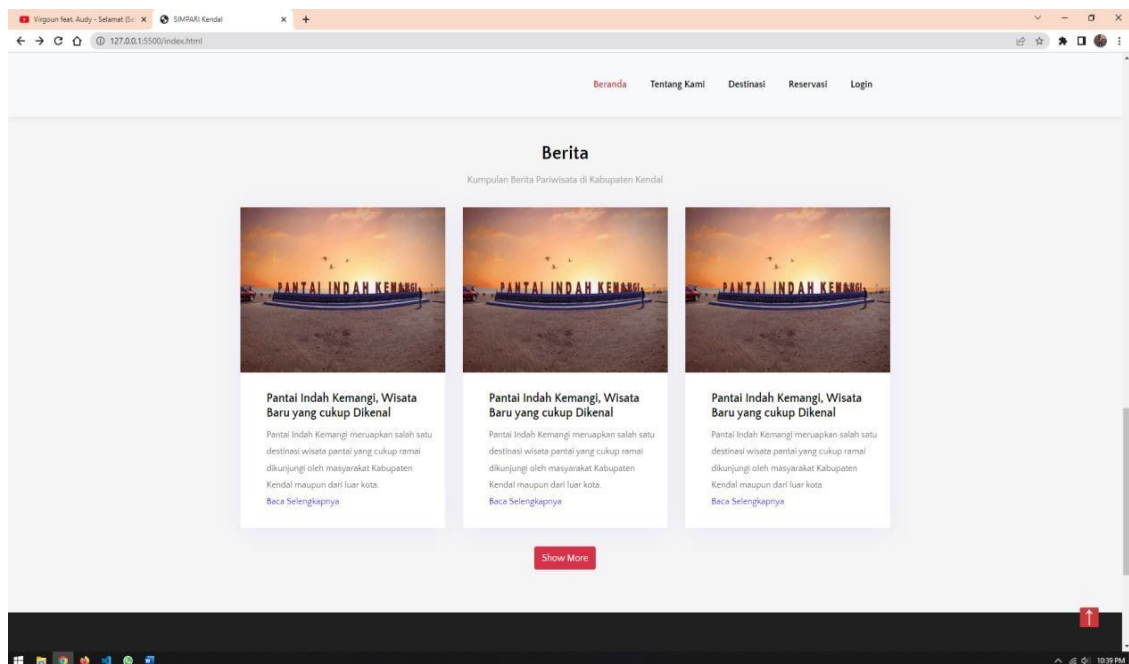 Virgoun feat. Audy - Selamat (Se
SIMPARI Kendal
127.0.0.1:5500/index.html
Beranda Tentang Kami Destinasi Reservasi Login
Berita
Kumpulan Berita Pariwisata di Kabupaten Kendal
PANTAI INDAH KEMANGI
PANTAI INDAH KEMANGI
PANTAI INDAH KEMANGI
Pantai Indah Kemangi, Wisata
Baru yang cukup Dikenal
Pantai Indah Kemangi meruapkan salah satu
destinasi wisata pantai yang cukup ramai
dikunjungi oleh masyarakat Kabupaten
Kendal maupun dari luar kota.
Baca Selengkapnya
Pantai Indah Kemangi, Wisata
Baru yang cukup Dikenal
Pantai Indah Kemangi meruapkan salah satu
destinasi wisata pantai yang cukup ramai
dikunjungi oleh masyarakat Kabupaten
Kendal maupun dari luar kota.
Baca Selengkapnya
Pantai Indah Kemangi, Wisata
Baru yang cukup Dikenal
Pantai Indah Kemangi meruapkan salah satu
destinasi wisata pantai yang cukup ramai
dikunjungi oleh masyarakat Kabupaten
Kendal maupun dari luar kota.
Baca Selengkapnya
Show More
10:39 PM